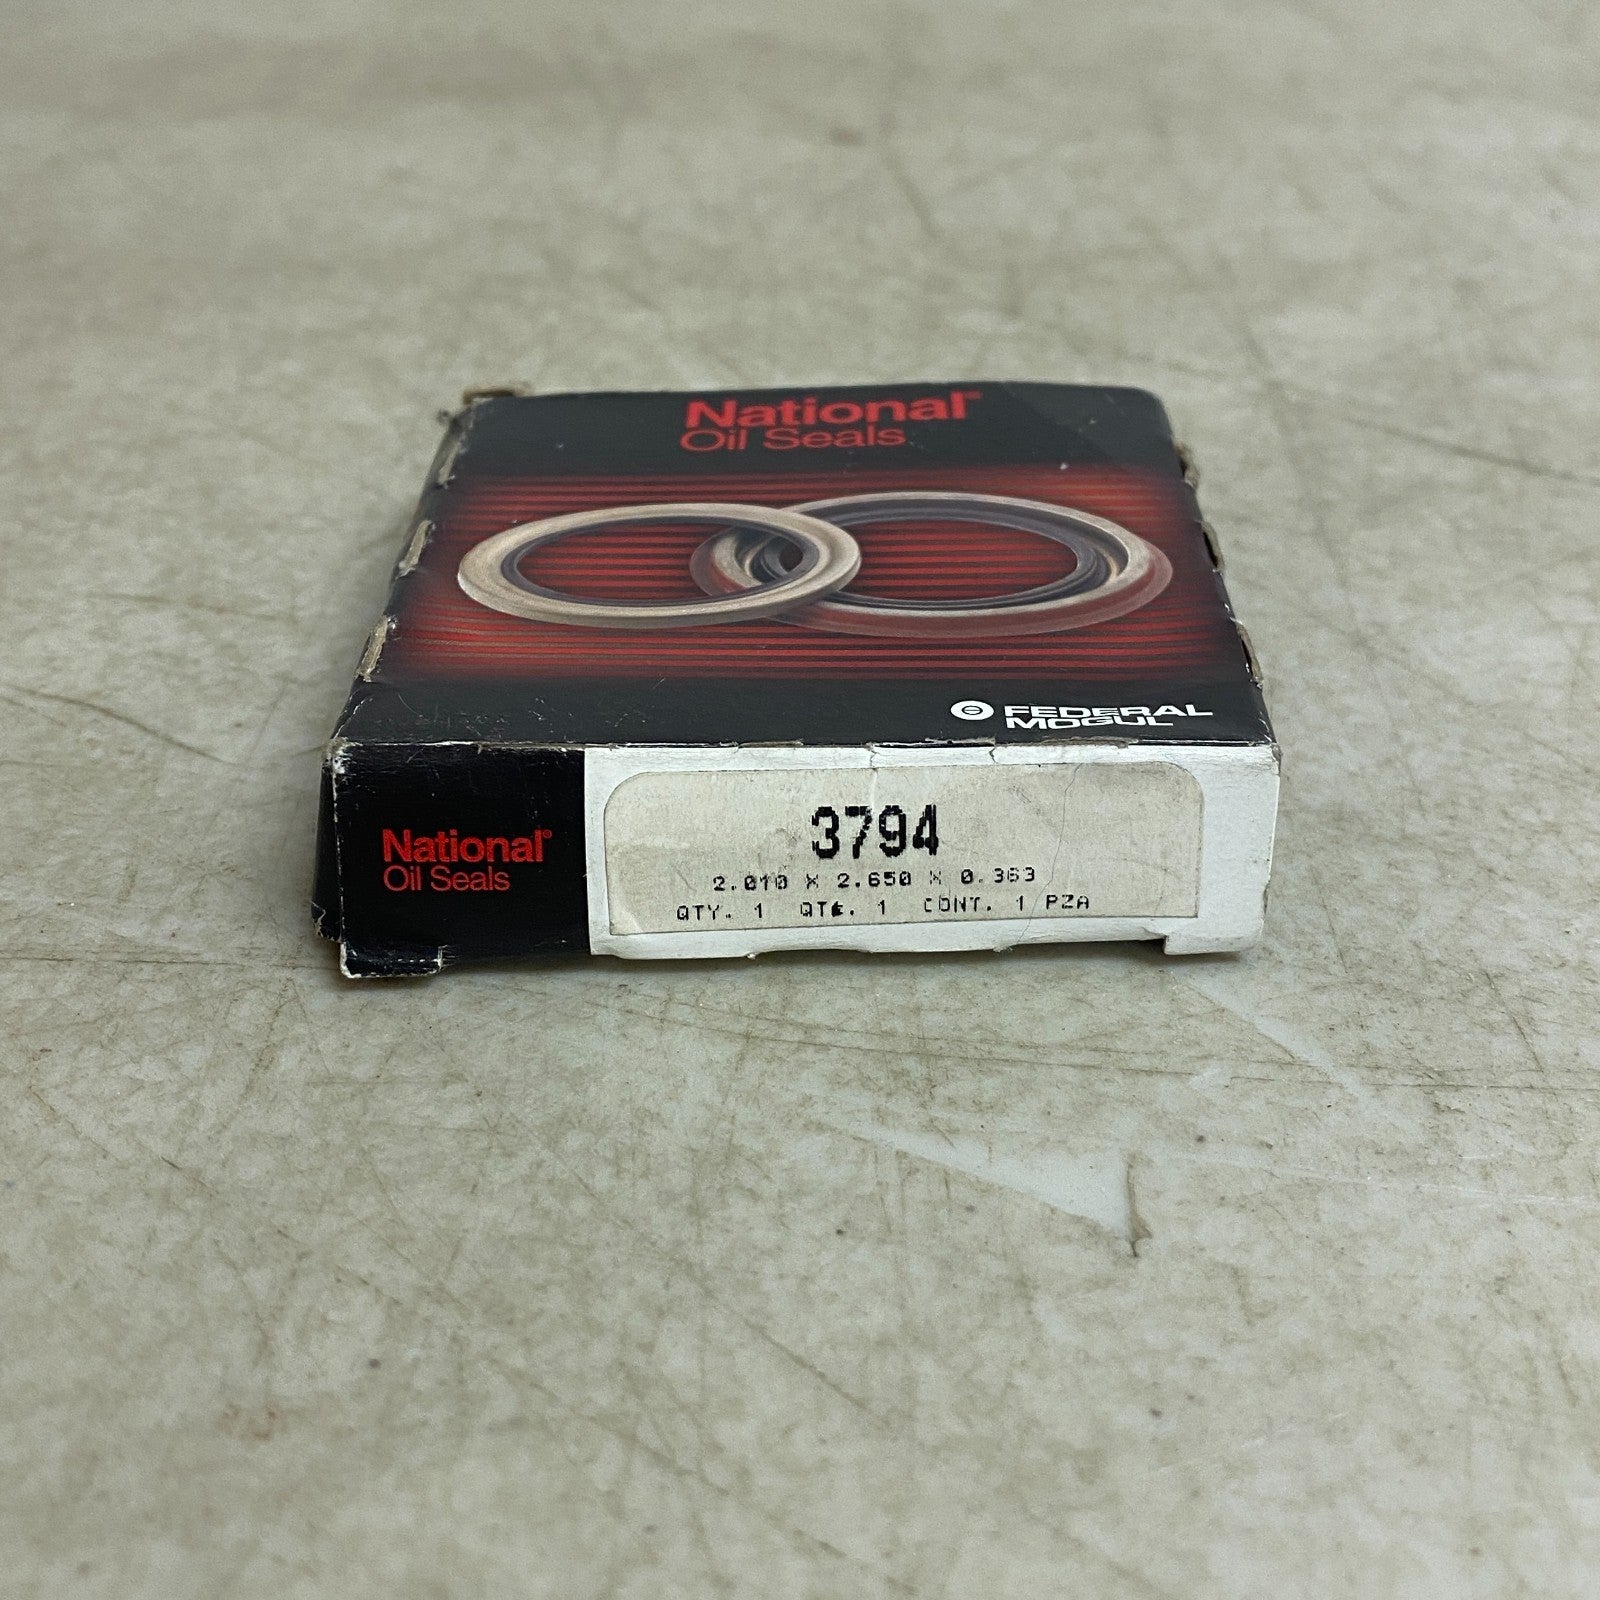 National®
Oil Seals
FEDERAL
MOGUL
National®
Oil Seals
3794
2.010 X 2.650 X 0.363
QTY. 1 QTE. 1 CONT. 1 PZA